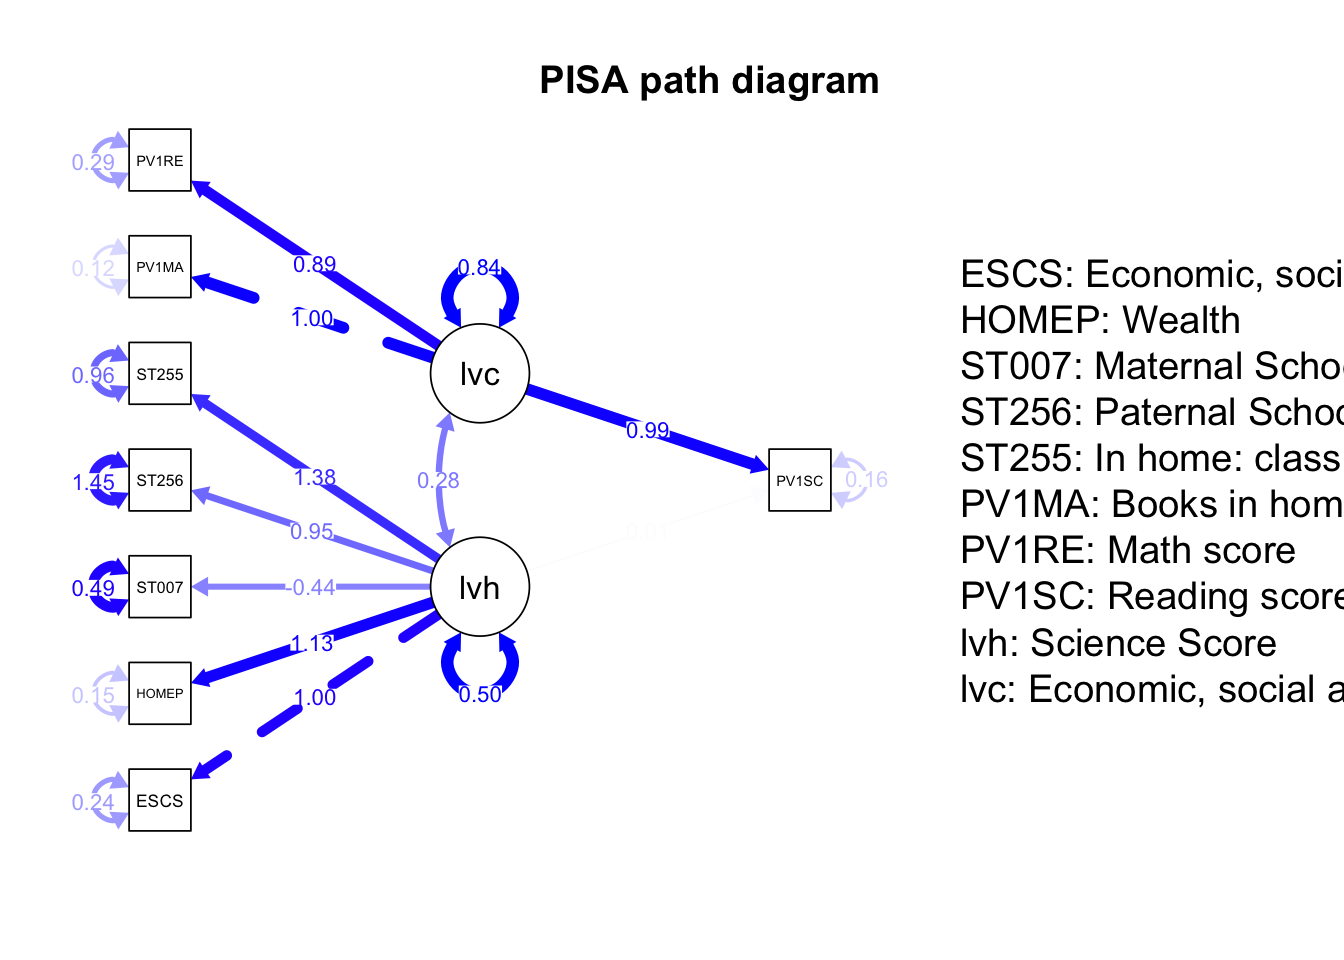 PISA path diagram
PV1RE
0.29
PV1MA
0.12
ST255
0.96
ST256
1.45
ST007
0.49
HOMEP
0.15
ESCS
0.24
0.89
1.00
1.38
0.95
-0.44
1.13
1.00
0.84
lvc
0.28
lvh
0.50
0.99
0.01
PV1SC
0.16
ESCS: Economic, soci
HOMEP: Wealth
ST007: Maternal Scho
ST256: Paternal Schoo
ST255: In home: class
PV1MA: Books in hom
PV1RE: Math score
PV1SC: Reading score
lvh: Science Score
lvc: Economic, social a